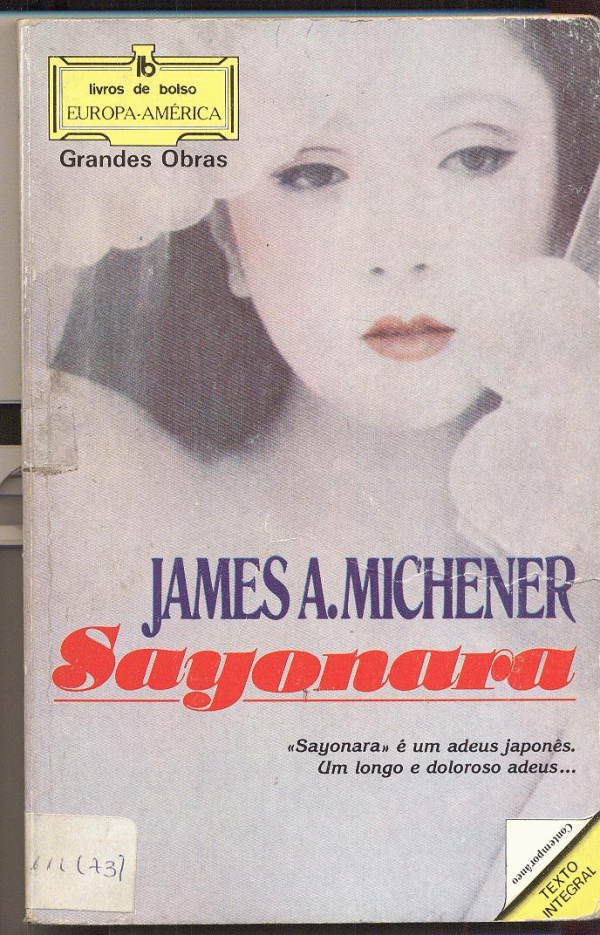 lb
livros de bolso
EUROPA-AMÉRICA
Grandes Obras
JAMES A. MICHENER
Sayonara
«Sayonara» é um adeus japonês.
Um longo e doloroso adeus...
(73)
Contemporâneo
TEXTO
INTEGRAL